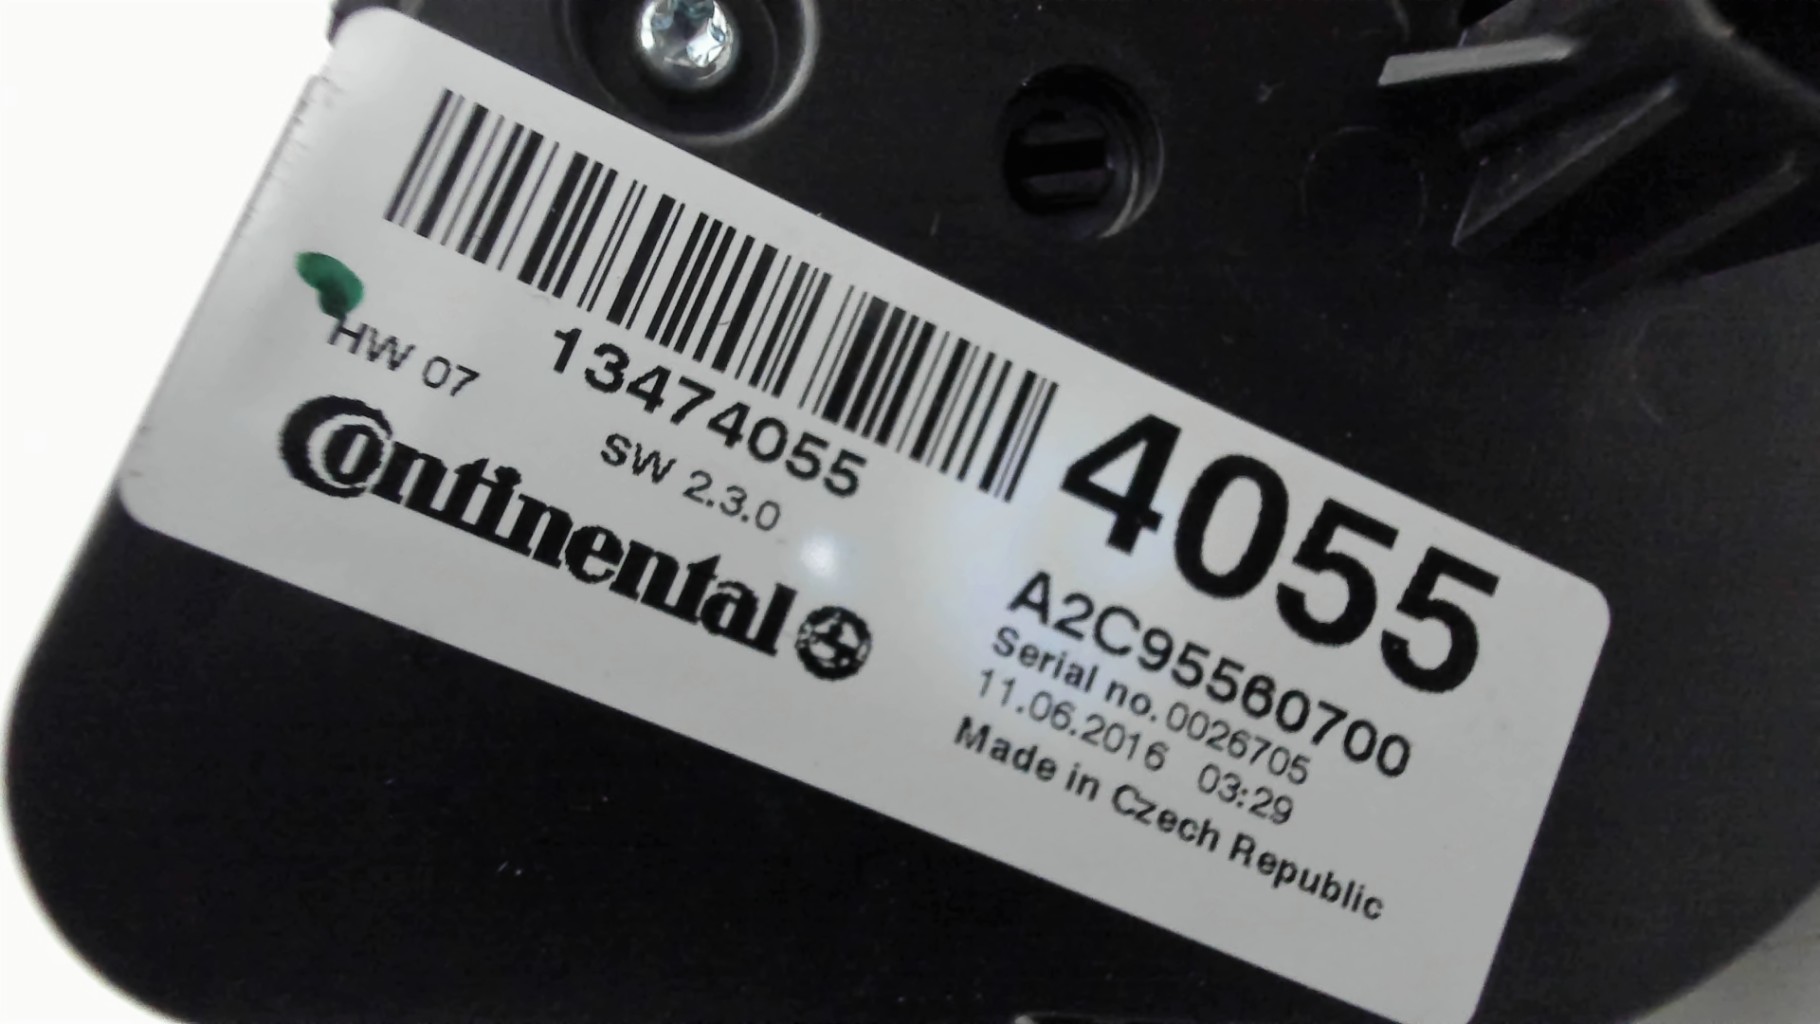 13474055
HW 07
SW 2.3.0
Continental
4055
A2C95560700
Serial no. 0026705
11.06.2016 03:29
Made in Czech Republic